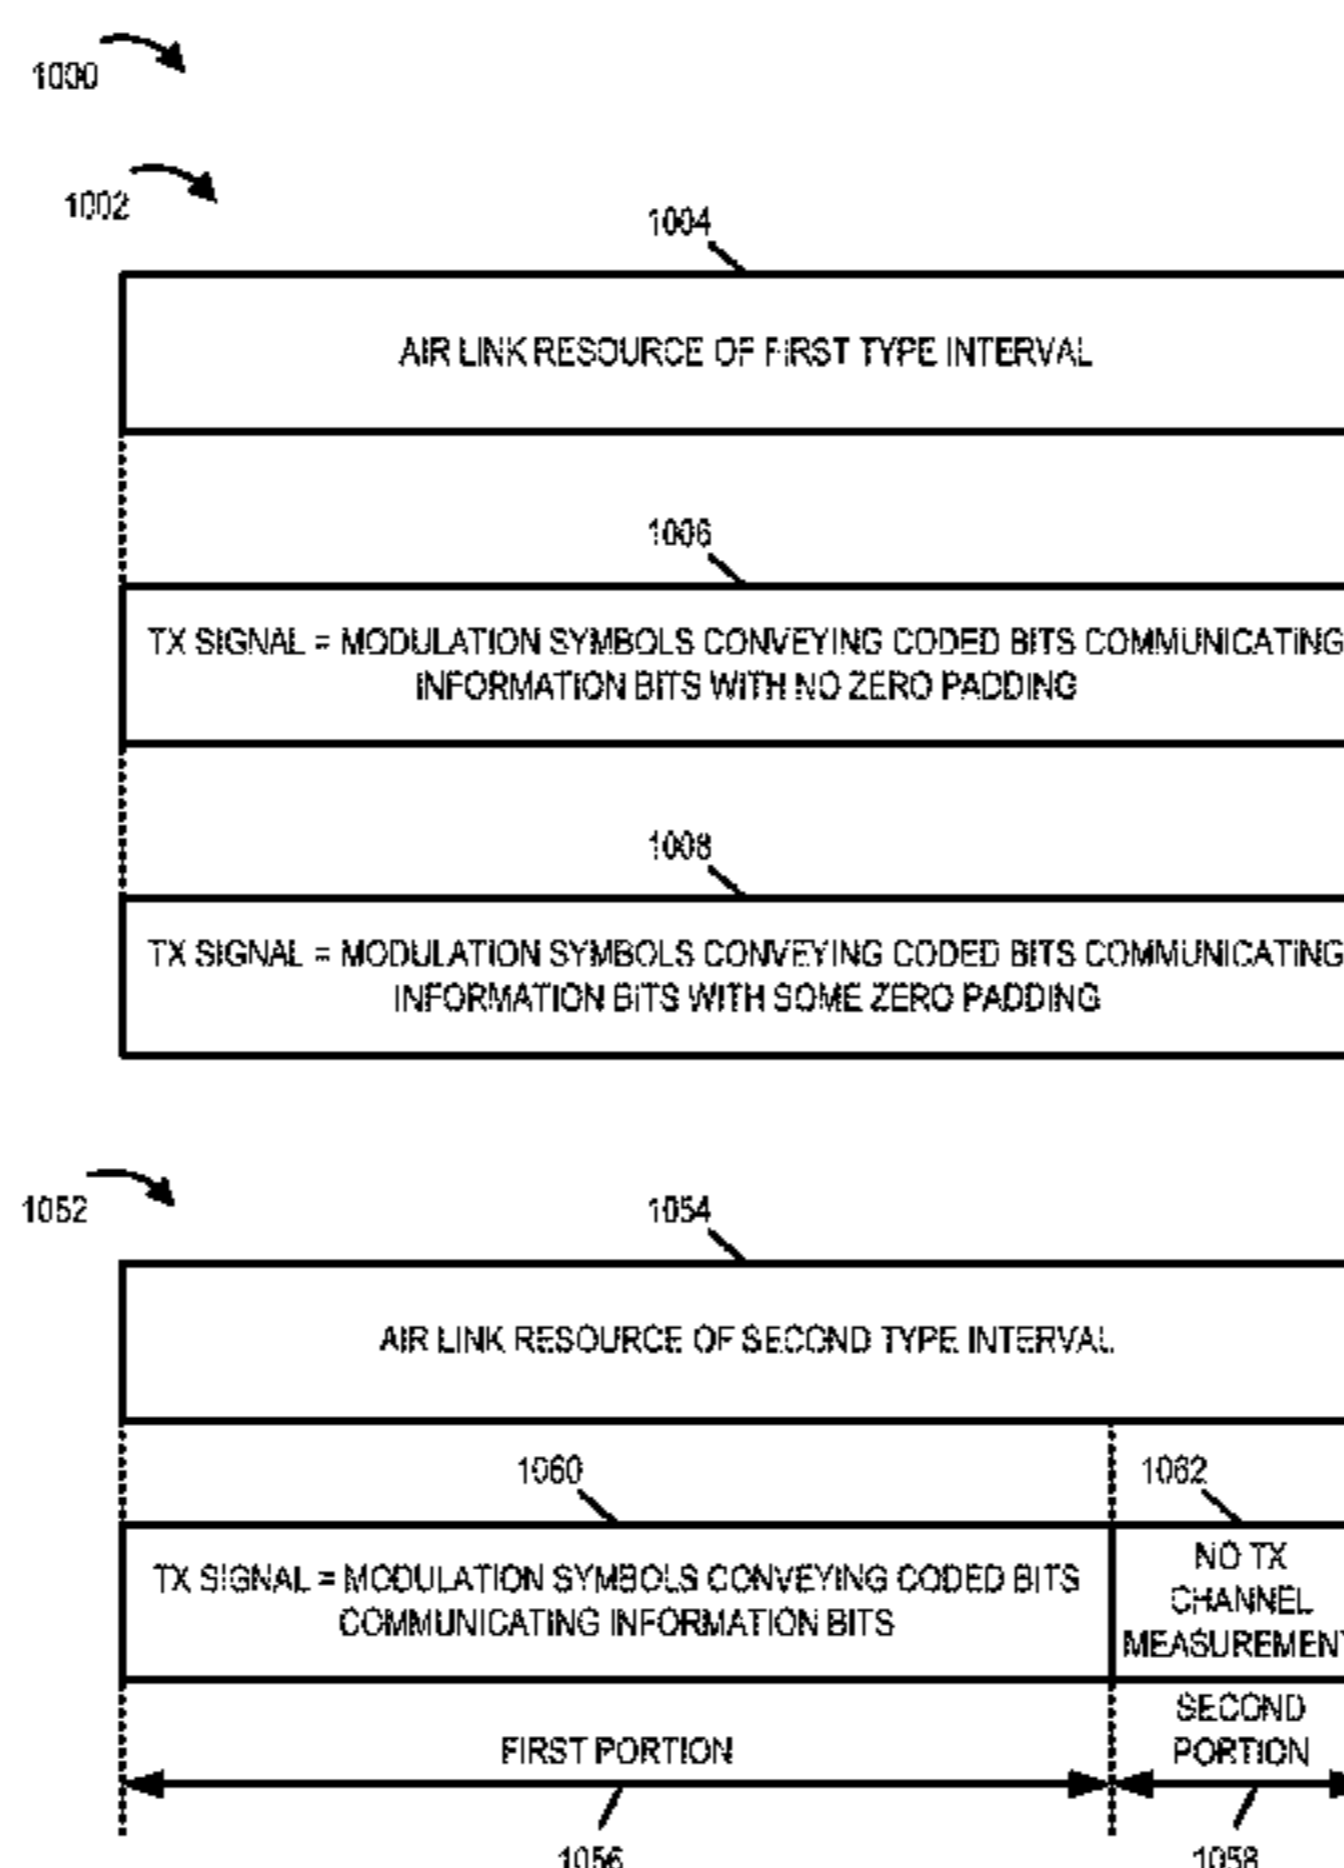 1000
1002
1004
AIR LINK RESOURCE OF FIRST TYPE INTERVAL
1006
TX SIGNAL = MODULATION SYMBOLS CONVEYING CODED BITS COMMUNICATING
INFORMATION BITS WITH NO ZERO PADDING
1008
TX SIGNAL = MODULATION SYMBOLS CONVEYING CODED BITS COMMUNICATING
INFORMATION BITS WITH SOME ZERO PADDING
1052
1054
AIR LINK RESOURCE OF SECOND TYPE INTERVAL
1060
1062
TX SIGNAL = MODULATION SYMBOLS CONVEYING CODED BITS
COMMUNICATING INFORMATION BITS
NO TX
CHANNEL
MEASUREMENT
FIRST PORTION
SECOND
PORTION
1056
1058